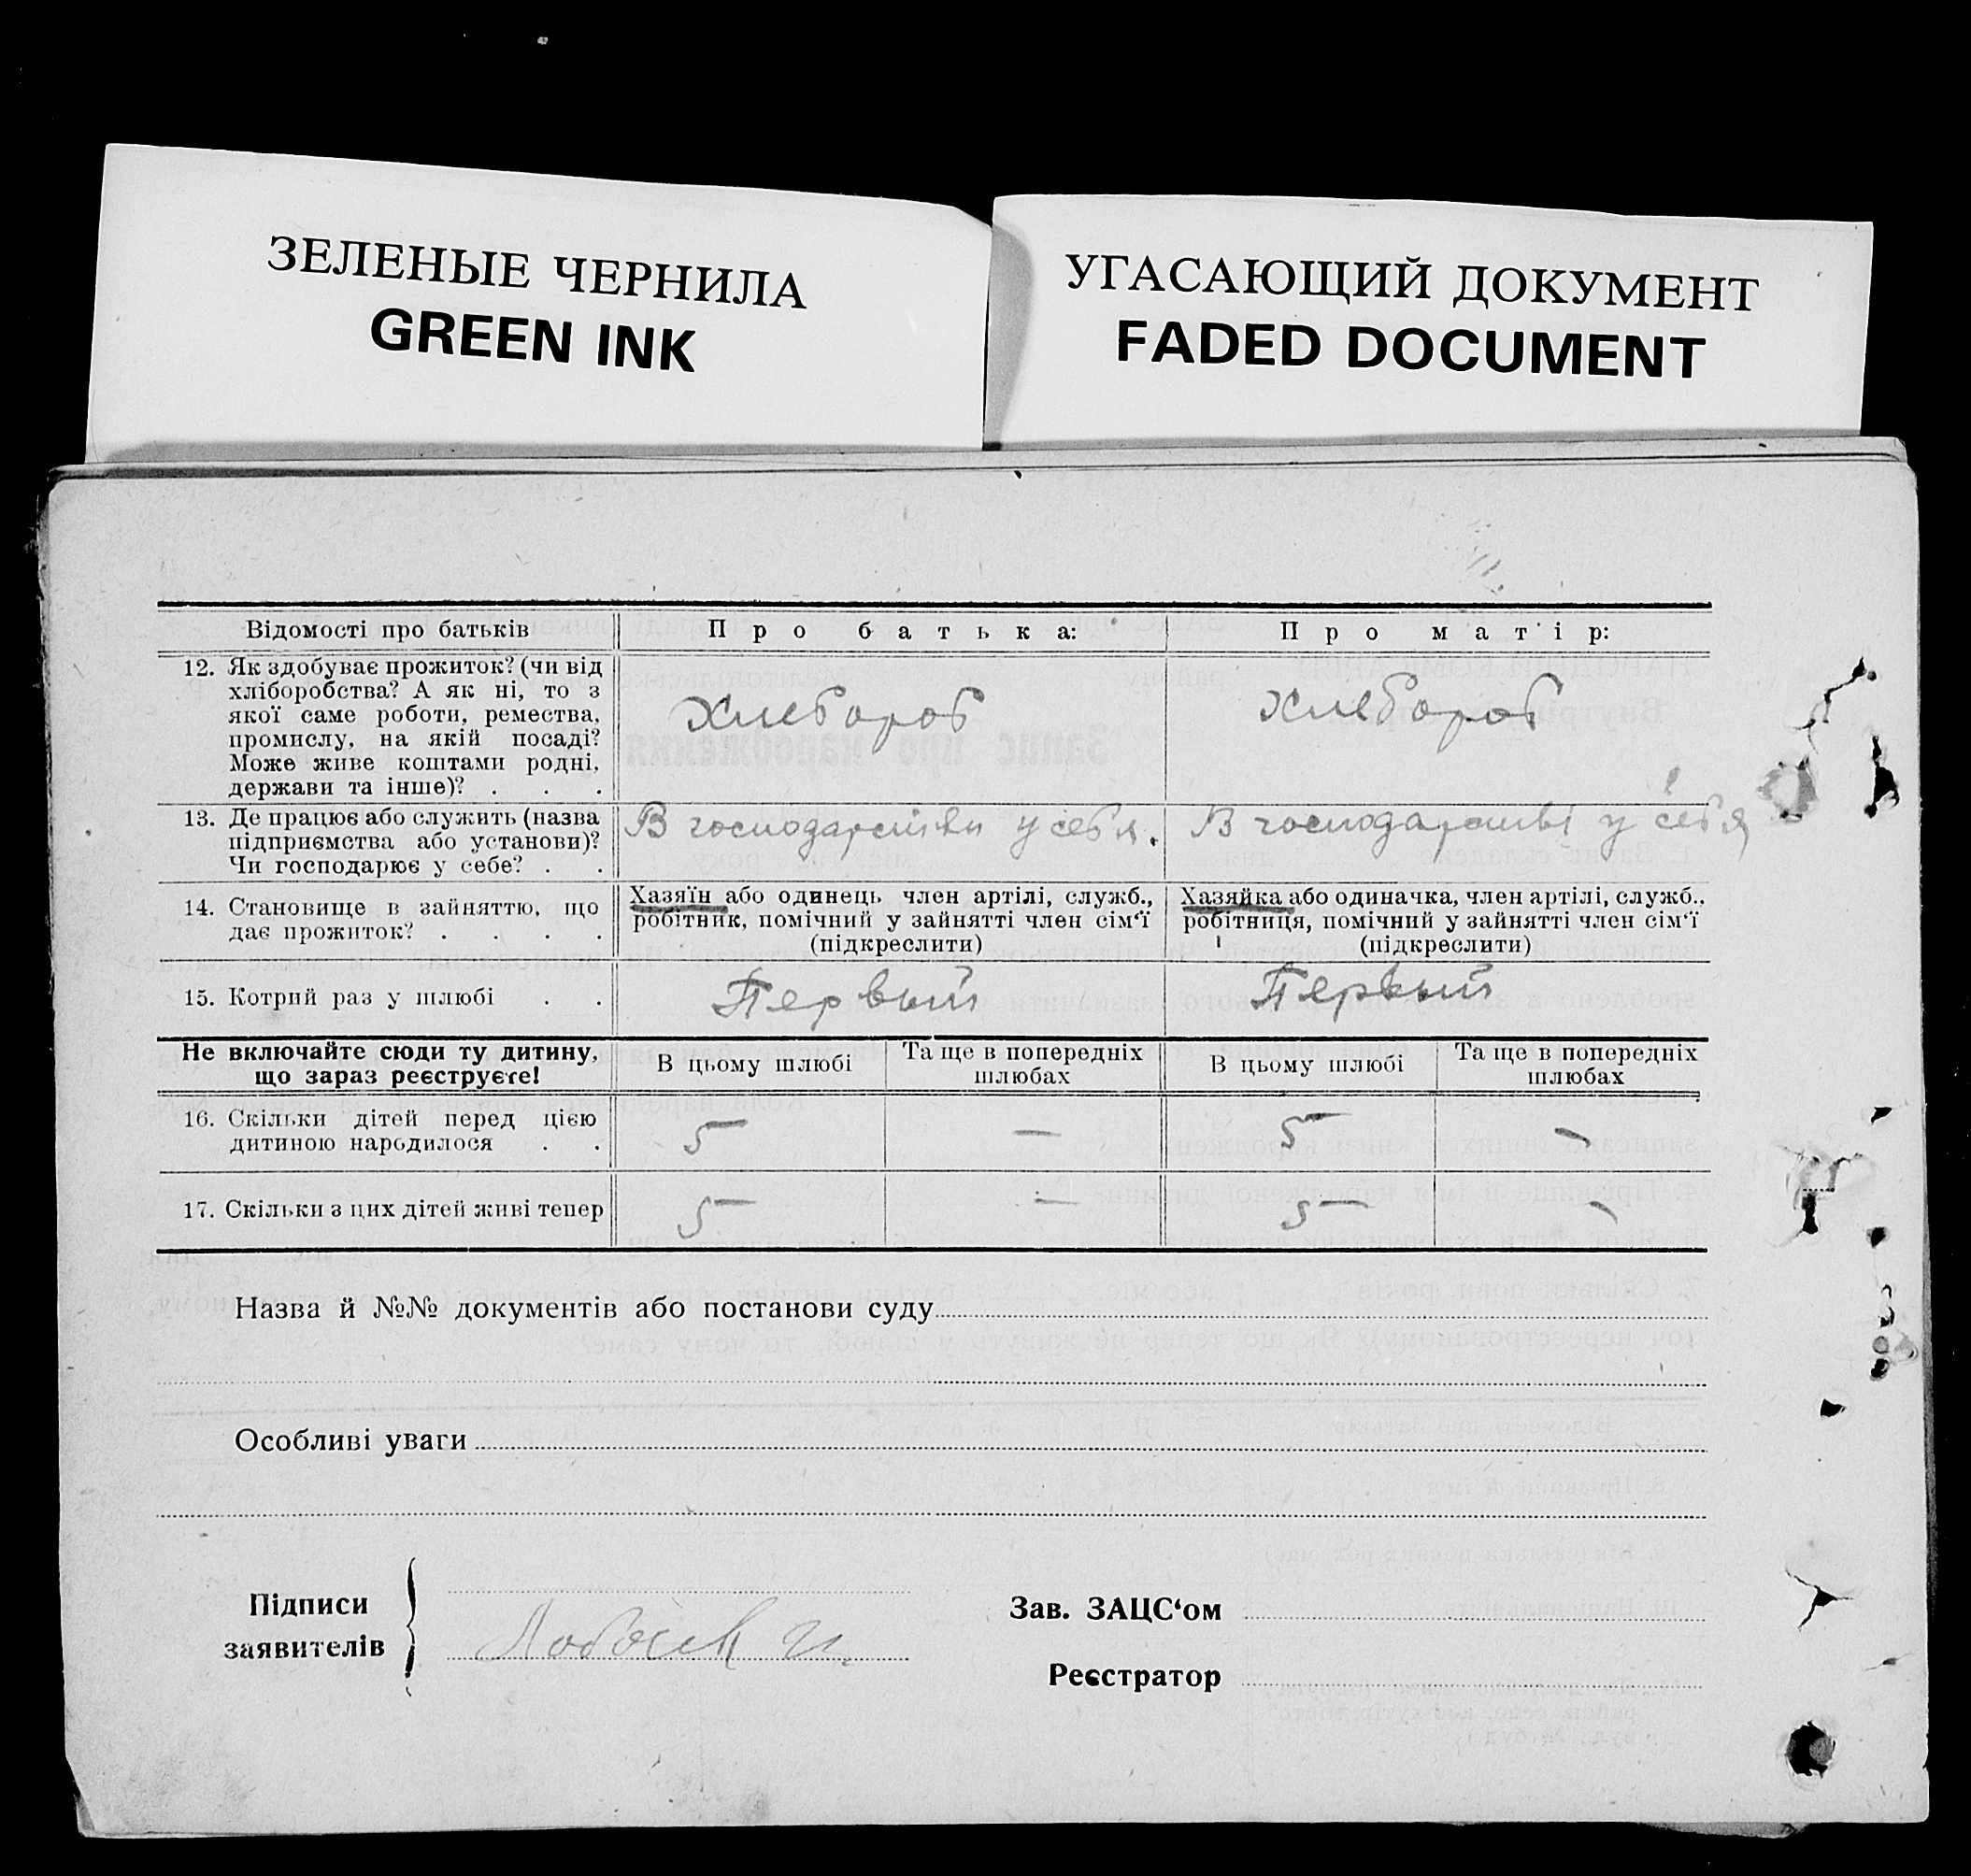 ЗЕЛЕНЫЕ ЧЕРНИЛА
GREEN INK
УГАСАЮЩИЙ ДОКУМЕНТ
FADED DOCUMENT
Відомості про батьків
Про батька:
Про матір:
12. Як здобуває прожиток? (чи від
хліборобства? А як ні, то з
якої саме роботи, ремества,
промислу, на якій посаді?
Може живе коштами родні,
держави та інше)? . . .
Хлебороб
Хлебороб
13. Де працює або служить (назва
підприємства або установи)?
Чи господарює у себе? . .
В господарстви у себя.
В господарстві у себя
14. Становище в зайняттю, що
дає прожиток? . . . .
Хазяїн або одинець член артілі, служб.,
робітник, помічний у зайнятті член сім'ї
(підкреслити)
Хазяйка або одиначка, член артілі, служб.,
робітниця, помічний у зайнятті член сім'ї
(підкреслити)
15. Котрий раз у шлюбі . .
Первый
Первый
Не включайте сюди ту дитину,
що зараз реєструєте!
В цьому шлюбі
Та ще в попередніх
шлюбах
В цьому шлюбі
Та ще в попередніх
шлюбах
16. Скільки дітей перед цією
дитиною народилося . .
5 — 5 —
17. Скільки з цих дітей живі тепер
5 — 5 —
Назва й №№ документів або постанови суду
Особливі уваги
Підписи
заявителів
Зав. ЗАЦС'ом
Реєстратор